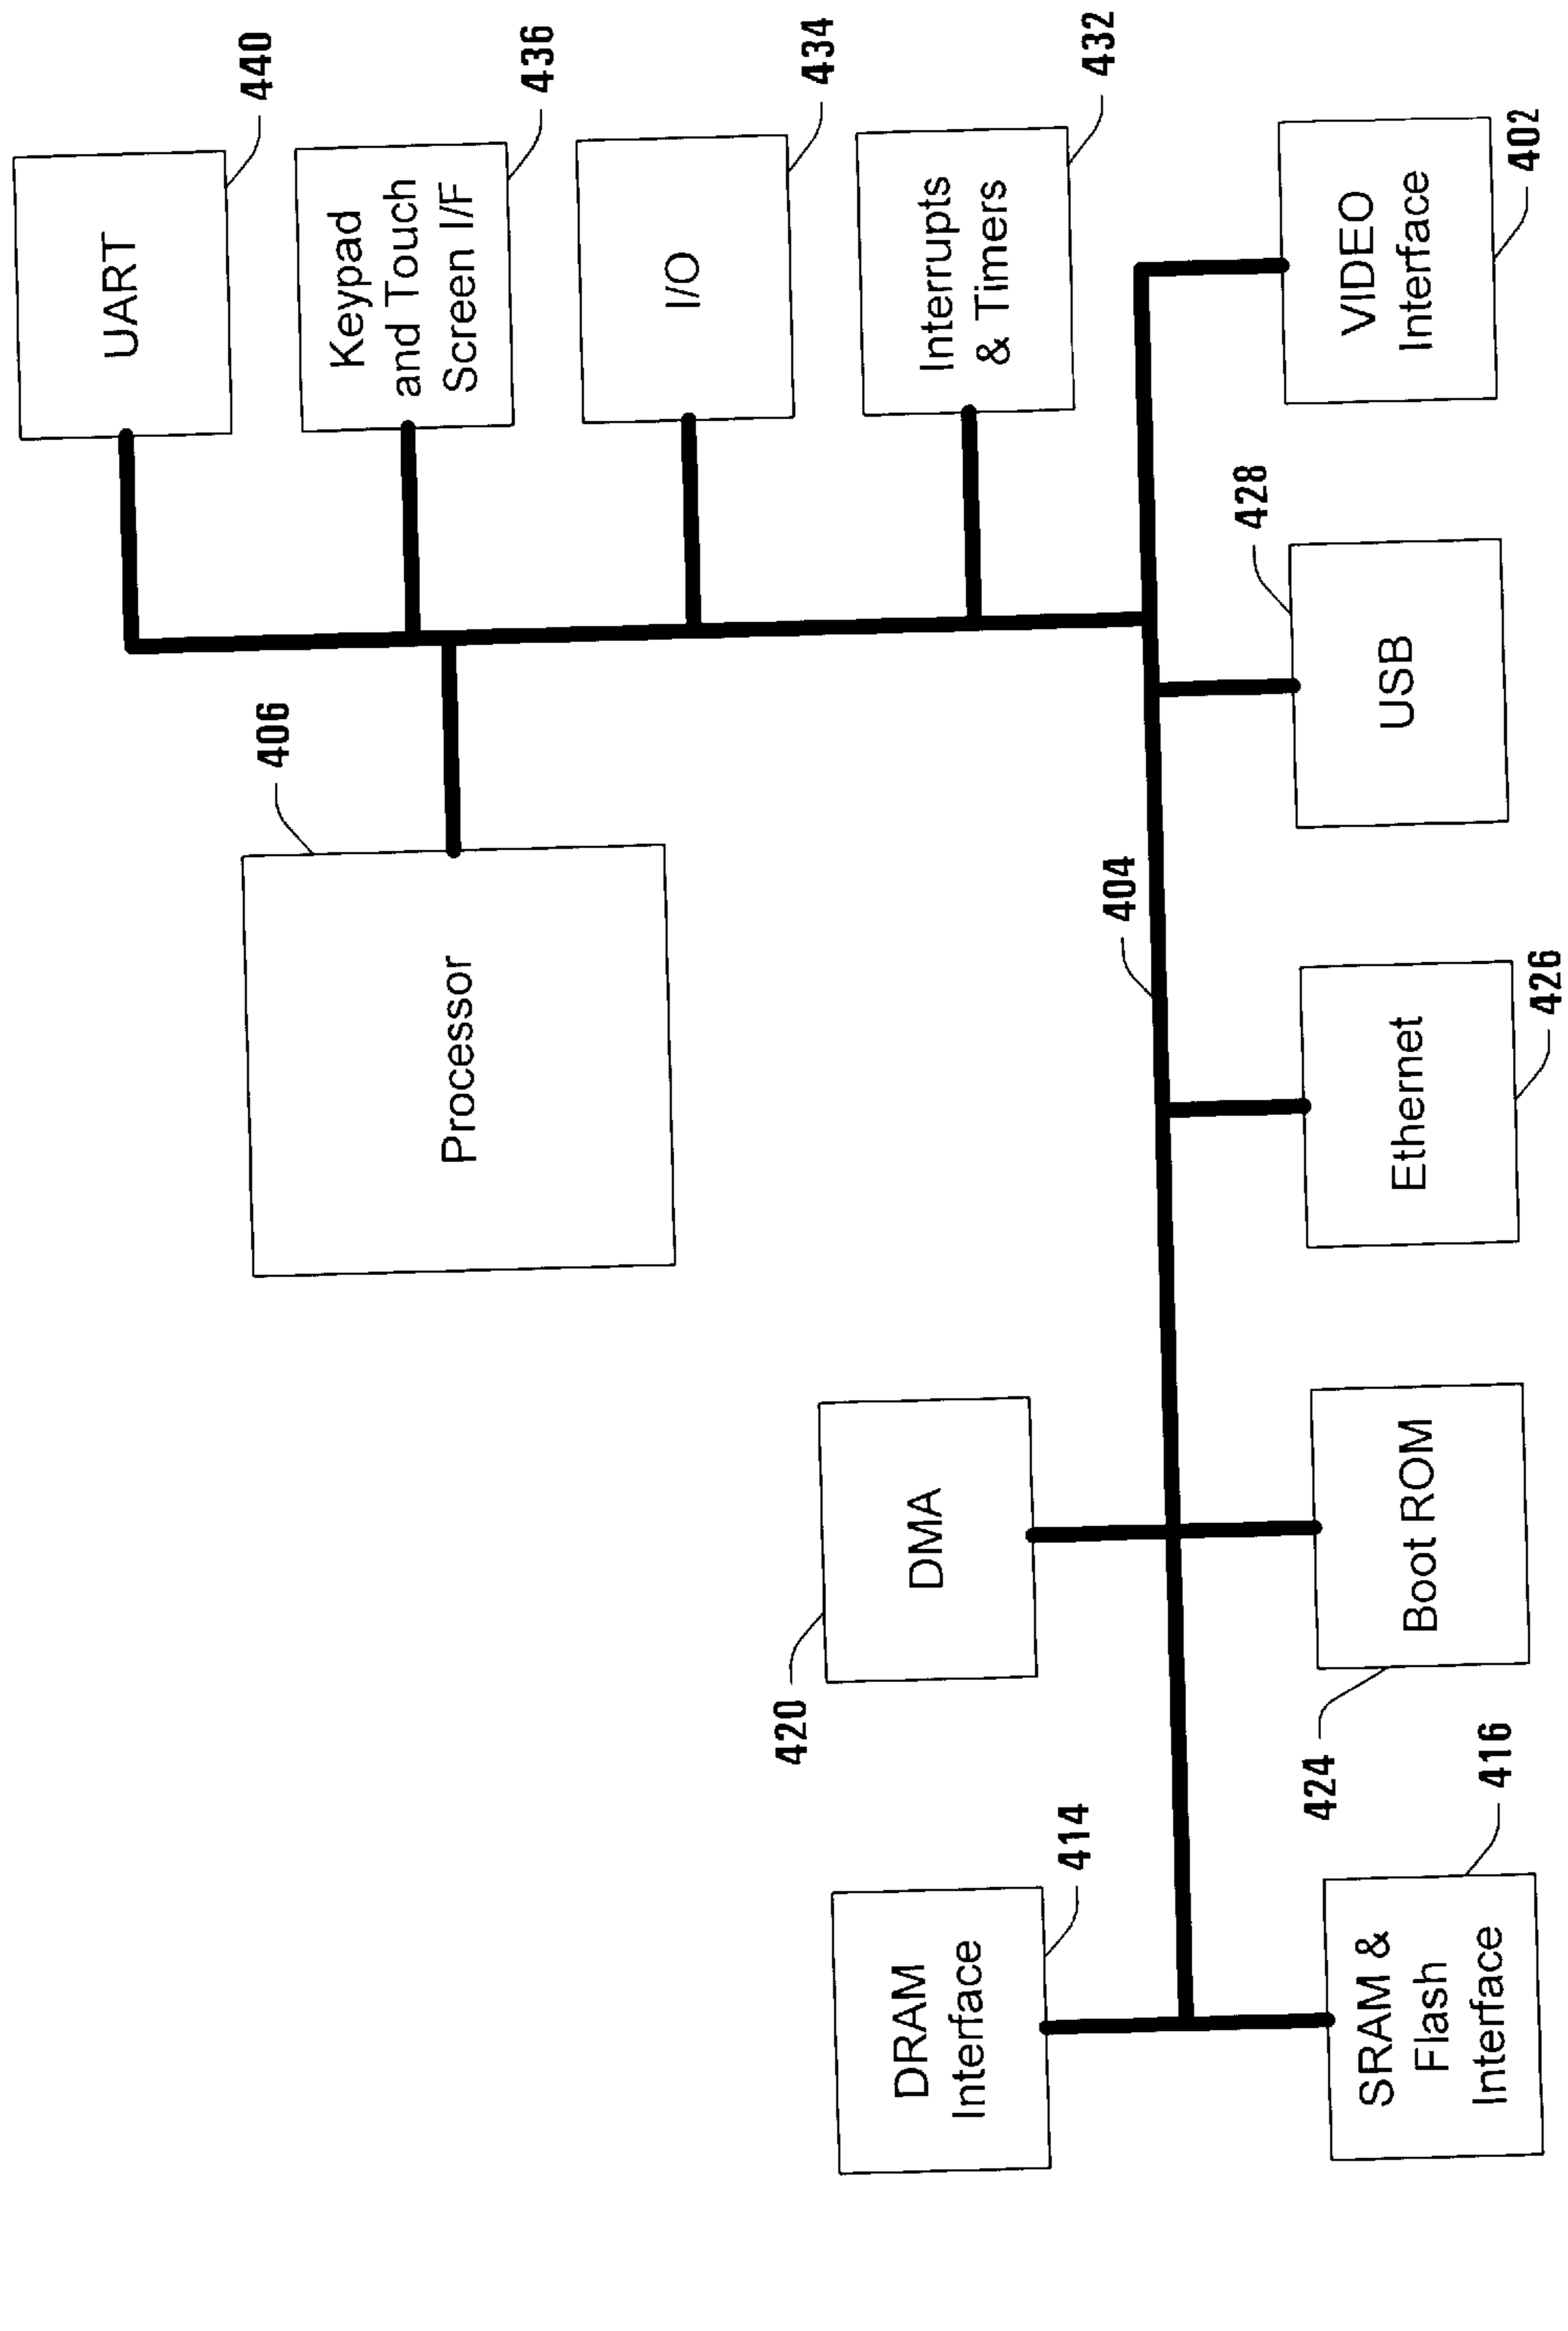 UART
440
Keypad
and Touch
Screen I/F
436
I/O
434
Interrupts
& Timers
432
VIDEO
Interface
402
Processor
406
404
428
USB
Ethernet
426
DMA
420
Boot ROM
424
DRAM
Interface
414
SRAM &
Flash
Interface
416